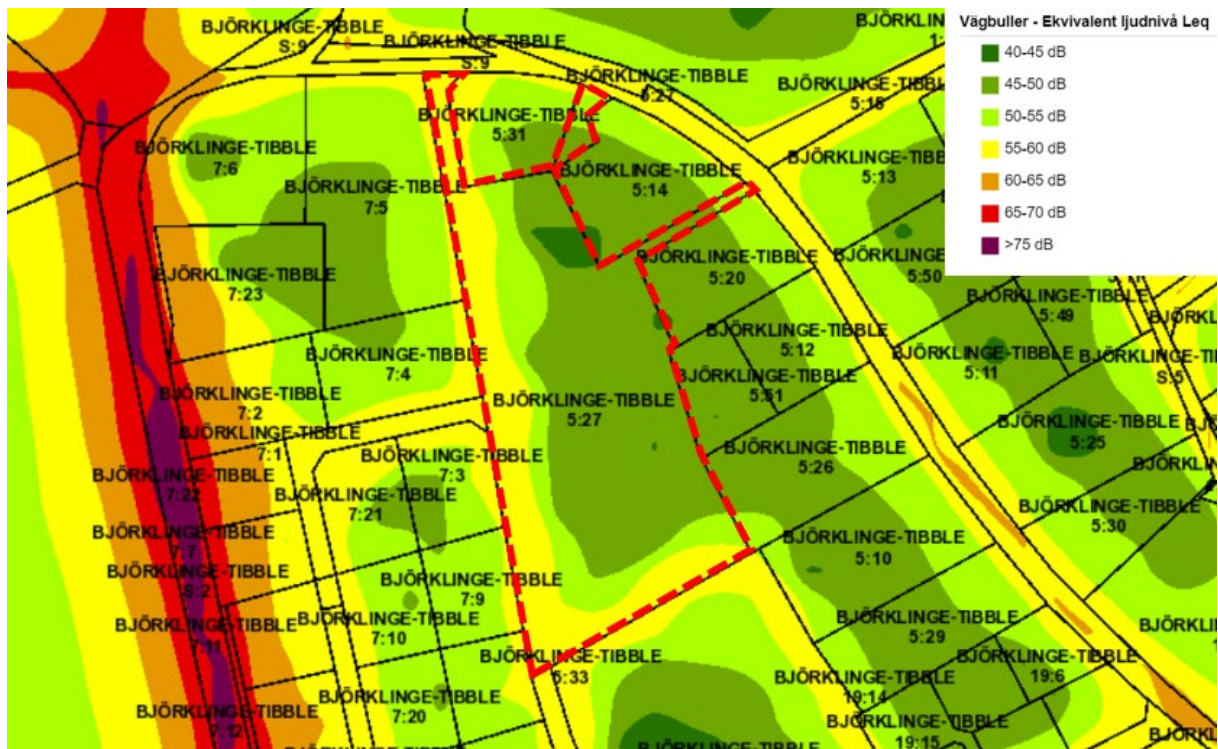 BJÖRKLINGE-TIBBLE
S:9
BJÖRKLINGE-TIBBLE
S:9
BJÖRKLINGE-TIBBLE
5:27
5:15
BJÖRKLINGE-TIBBLE
5:31
BJÖRKLINGE-TIBBLE
7:6
BJÖRKLINGE-TIBBLE
7:5
BJÖRKLINGE-TIBBLE
5:14
5:13
BJÖRKLINGE-TIBBLE
7:23
BJÖRKLINGE-TIBBLE
5:20
5:50
BJÖRKLINGE-TIBBLE
5:49
BJÖRKLINGE-TIBBLE
7:4
BJÖRKLINGE-TIBBLE
5:12
BJÖRKLINGE-TIBBLE
5:11
BJÖRKLINGE-TIBBLE
S:5
BJÖRKLINGE-TIBBLE
5:51
BJÖRKLINGE-TIBBLE
7:2
BJÖRKLINGE-TIBBLE
5:27
BJÖRKLINGE-TIBBLE
7:1
BJÖRKLINGE-TIBBLE
5:25
BJÖRKLINGE-TIBBLE
7:3
BJÖRKLINGE-TIBBLE
5:26
BJÖRKLINGE-TIBBLE
7:22
BJÖRKLINGE-TIBBLE
7:21
BJÖRKLINGE-TIBBLE
5:30
BJÖRKLINGE-TIBBLE
7:7
BJÖRKLINGE-TIBBLE
5:10
BJÖRKLINGE-TIBBLE
S:2
BJÖRKLINGE-TIBBLE
7:9
BJÖRKLINGE-TIBBLE
7:11
BJÖRKLINGE-TIBBLE
7:10
BJÖRKLINGE-TIBBLE
5:29
BJÖRKLINGE-TIBBLE
5:33
BJÖRKLINGE-TIBBLE
19:6
BJÖRKLINGE-TIBBLE
19:14
BJÖRKLINGE-TIBBLE
7:20
BJÖRKLINGE-TIBBLE
7:12
BJÖRKLINGE-TIBBLE
19:15
BJÖRKLINGE-TIBBLE
BJÖRKLINGE-TIBBLE
Vägbuller - Ekvivalent ljudnivå Leq
40-45 dB
45-50 dB
50-55 dB
55-60 dB
60-65 dB
65-70 dB
>75 dB